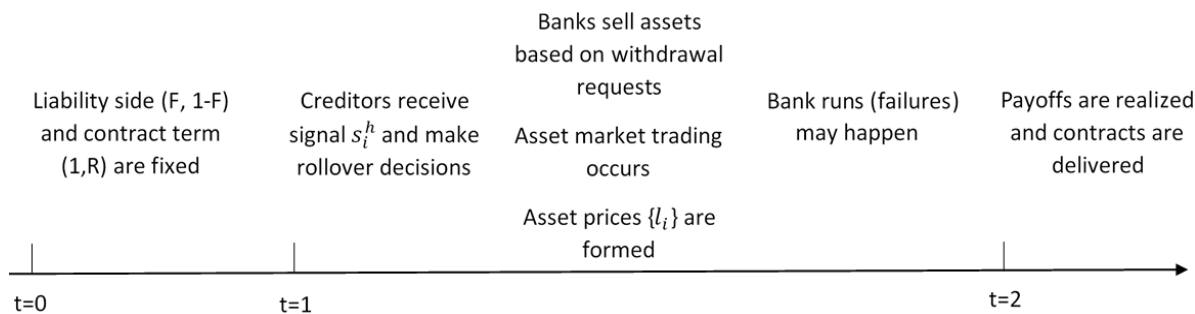 Liability side (F, 1-F)
and contract term
(1,R) are fixed
Creditors receive
signal $s_i^h$ and make
rollover decisions
Banks sell assets
based on withdrawal
requests
Asset market trading
occurs
Asset prices {$l_i$} are
formed
Bank runs (failures)
may happen
Payoffs are realized
and contracts are
delivered
t=0
t=1
t=2